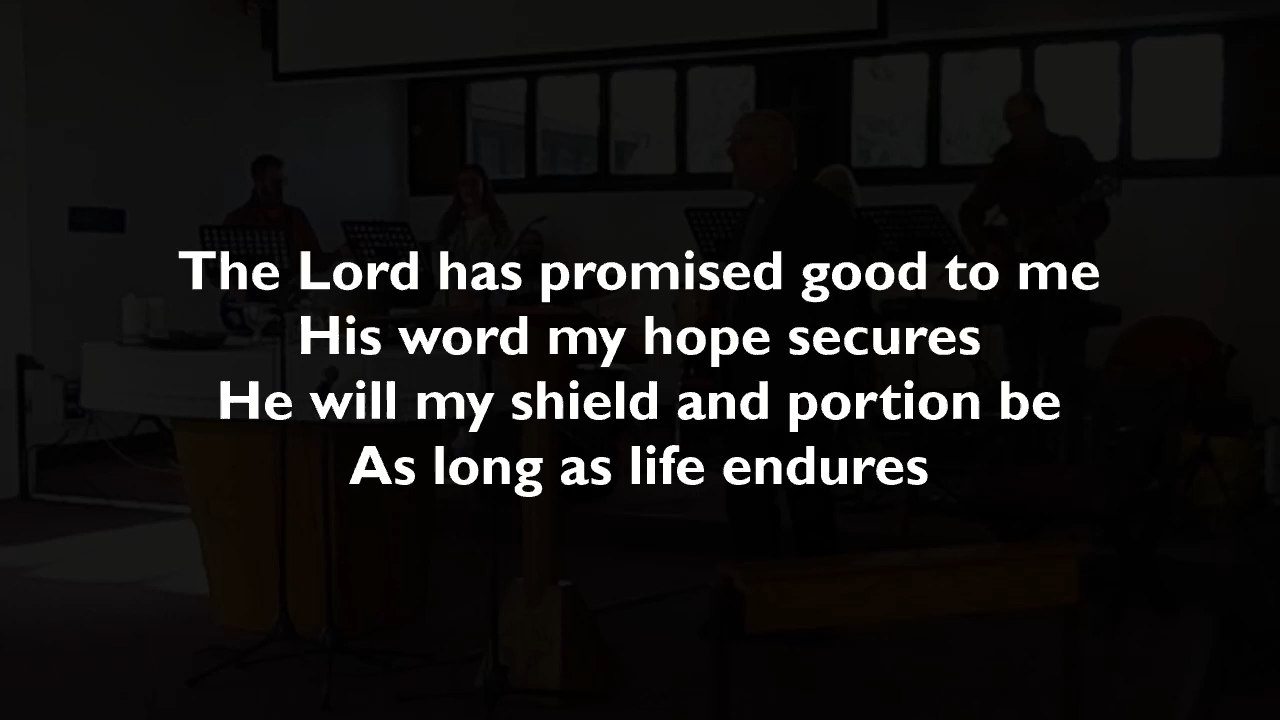 The Lord has promised good to me
His word my hope secures
He will my shield and portion be
As long as life endures